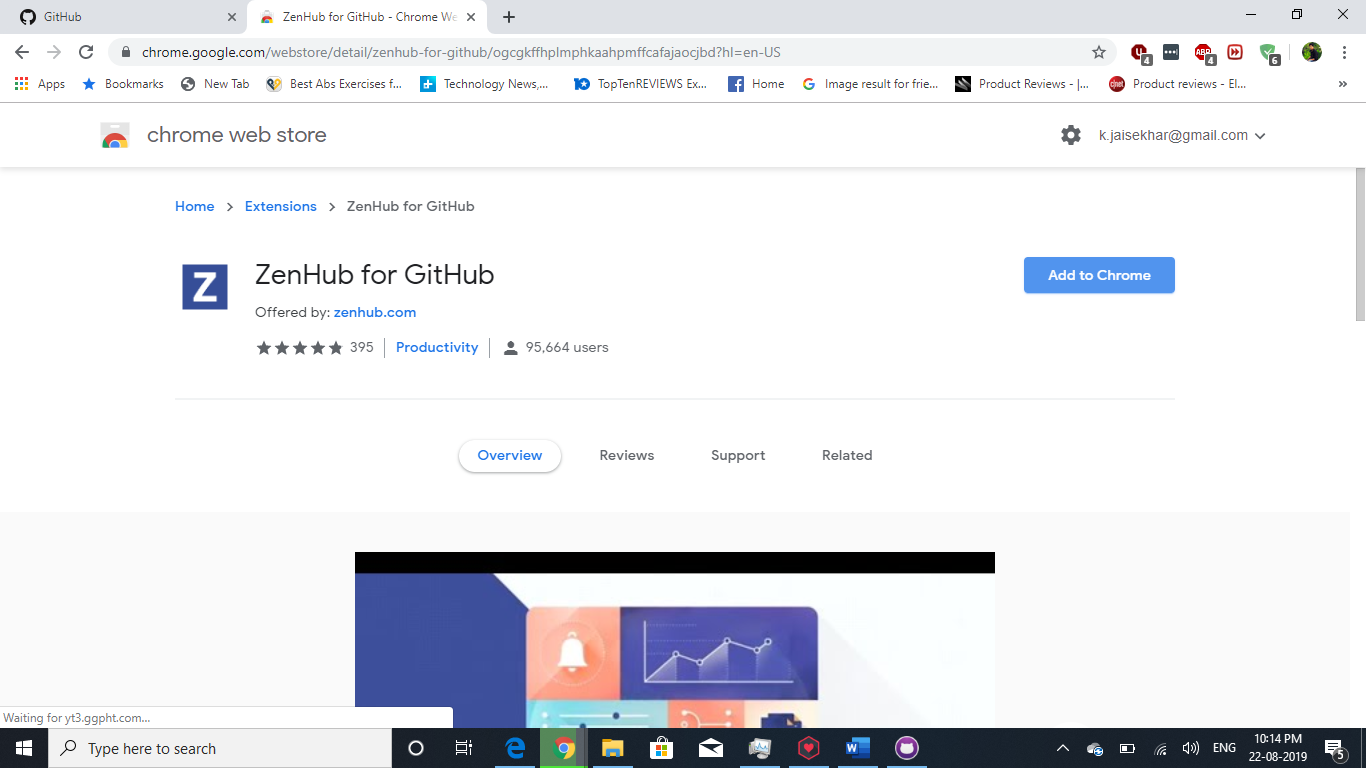 GitHub
ZenHub for GitHub - Chrome We
chrome.google.com/webstore/detail/zenhub-for-github/ogcgkffhplmphkaahpmffcafajaocjbd?hl=en-US
4
4
6
Apps
Bookmarks
New Tab
Best Abs Exercises f...
Technology News,...
TopTenREVIEWS Ex...
Home
Image result for frie...
Product Reviews - |...
Product reviews - El...
»
chrome web store
k.jaisekhar@gmail.com
Home > Extensions > ZenHub for GitHub
Z
ZenHub for GitHub
Add to Chrome
Offered by: zenhub.com
395
Productivity
95,664 users
Overview
Reviews
Support
Related
Waiting for yt3.ggpht.com...
Type here to search
ENG
10:14 PM
22-08-2019
5